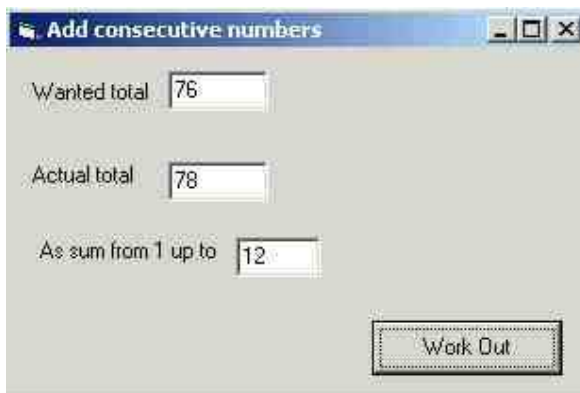 Add consecutive numbers
Wanted total 76
Actual total 78
As sum from 1 up to 12
Work Out